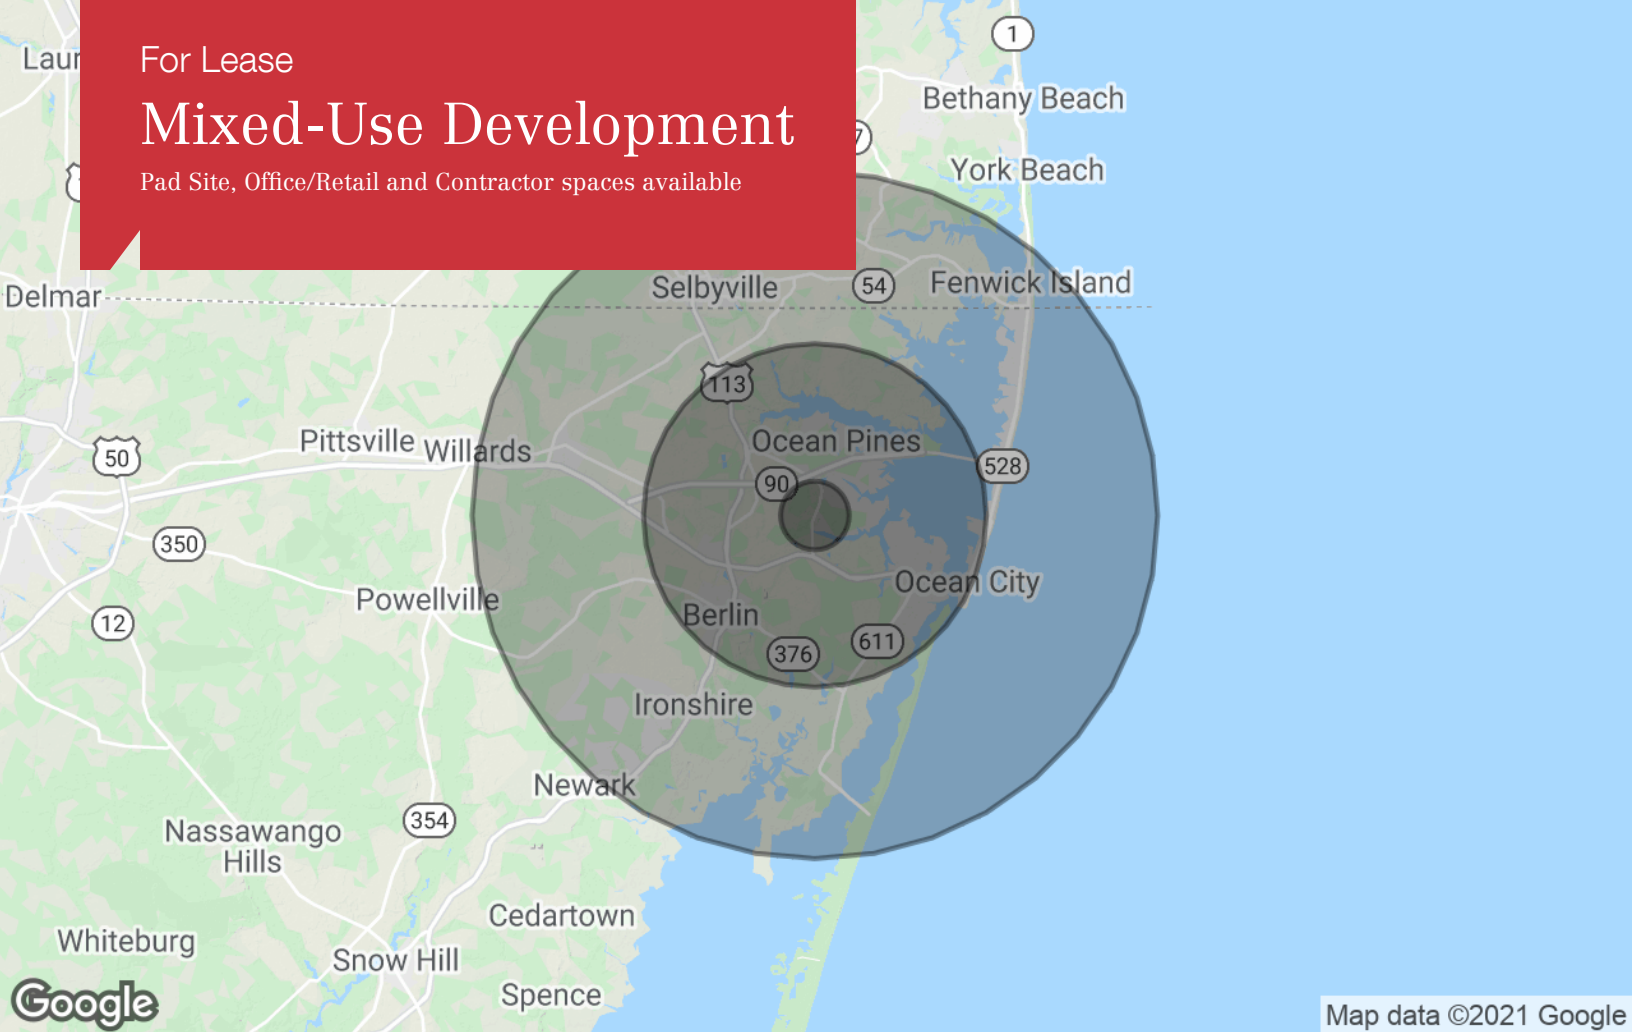 For Lease
Mixed-Use Development
Pad Site, Office/Retail and Contractor spaces available
1
Laur
Bethany Beach
7
York Beach
Delmar
Selbyville
54
Fenwick Island
113
Pittsville
Willards
Ocean Pines
50
528
90
350
Ocean City
Powellville
12
Berlin
376
611
Ironshire
Newark
354
Nassawango
Hills
Cedartown
Whiteburg
Snow Hill
Spence
Google
Map data ©2021 Google